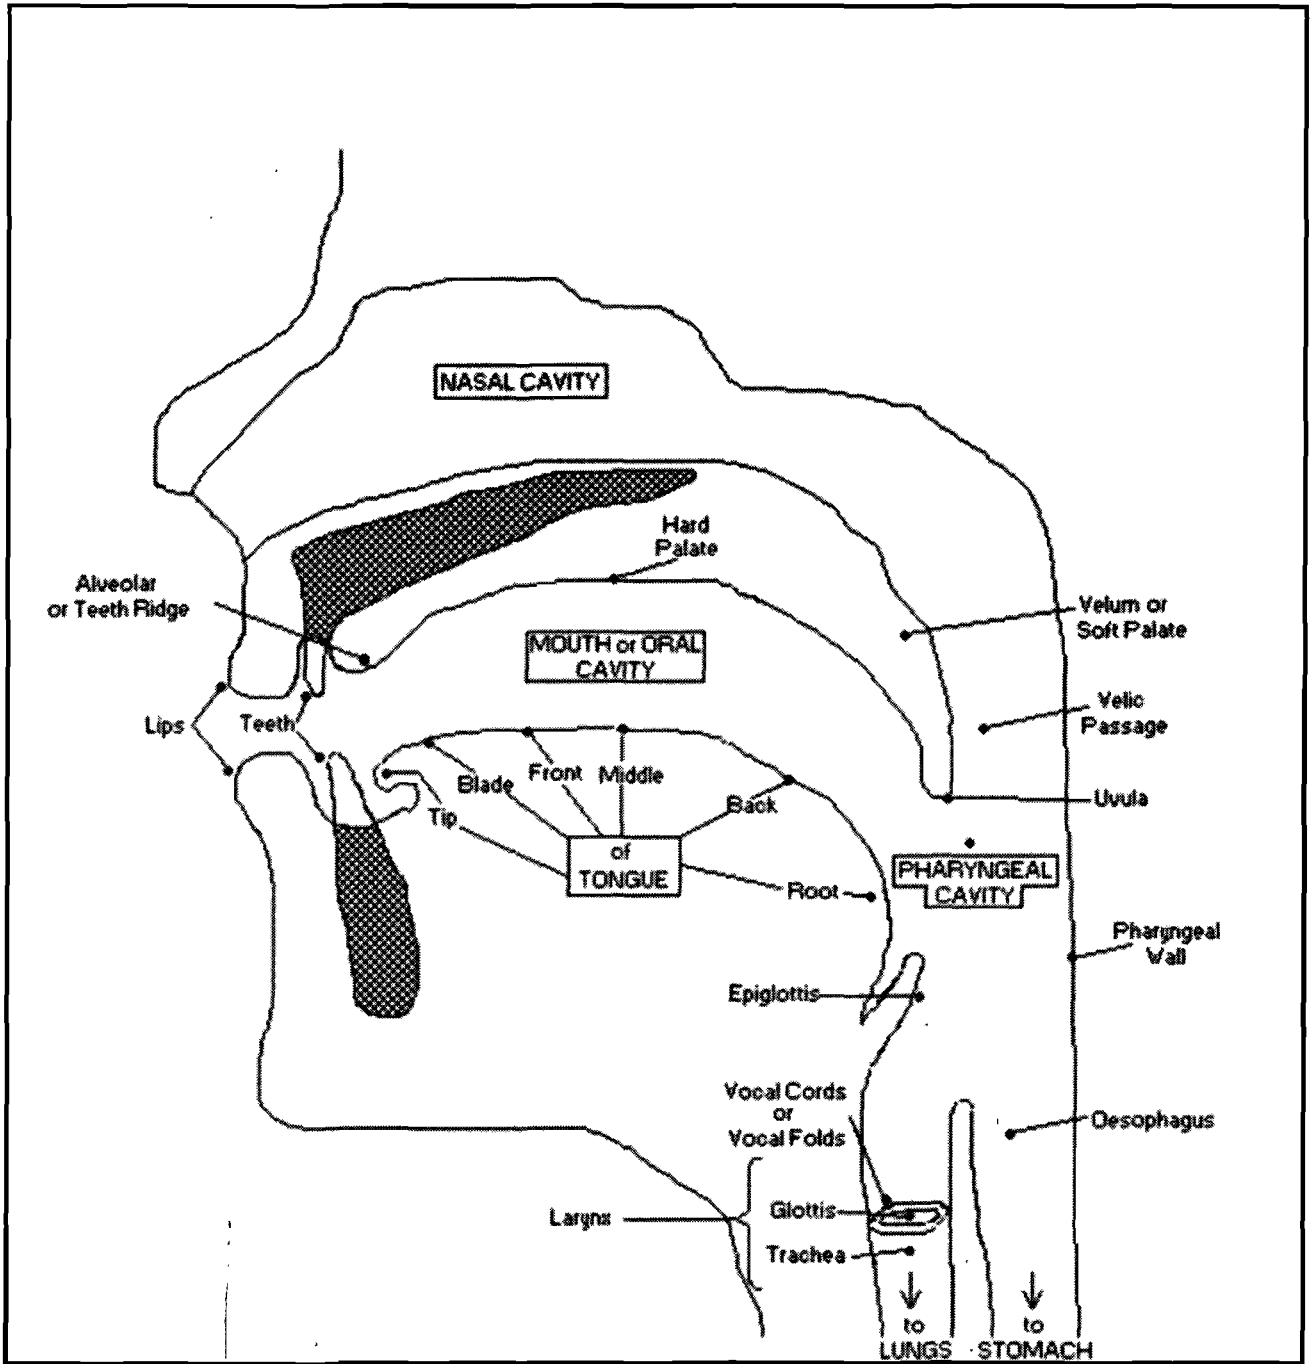 NASAL CAVITY
Hard
Palate
Alveolar
or Teeth Ridge
Velum or
Soft Palate
MOUTH or ORAL
CAVITY
Velic
Passage
Lips
Teeth
Blade
Front
Middle
Back
Tip
Uvula
of
TONGUE
PHARYNGEAL
CAVITY
Root
Pharyngeal
Wall
Epiglottis
Vocal Cords
or
Vocal Folds
Oesophagus
Larynx
Glottis
Trachea
to
LUNGS
to
STOMACH